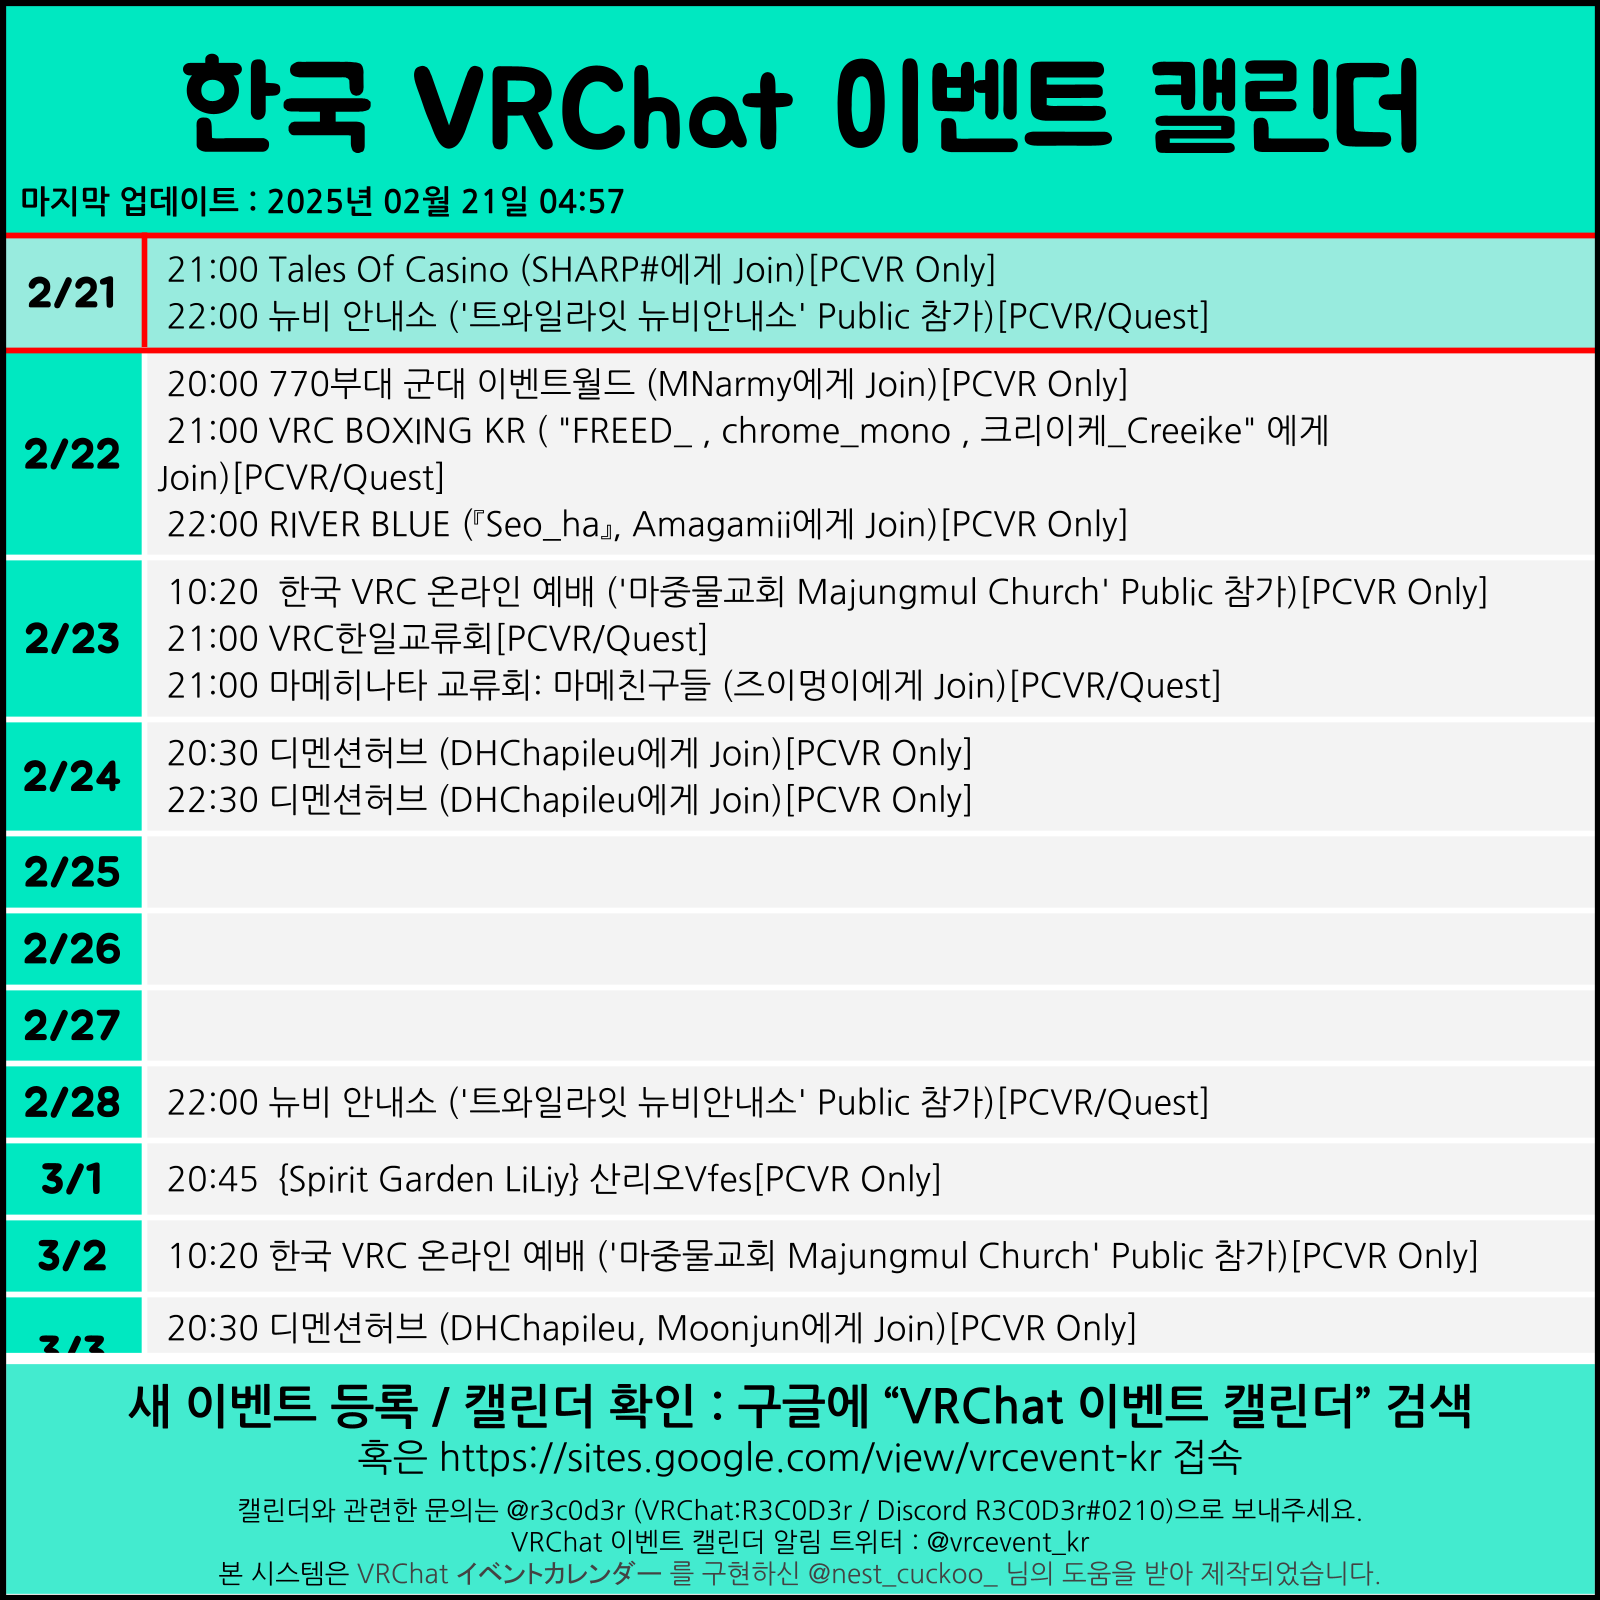 한국 VRChat 이벤트 캘린더
마지막 업데이트 : 2025년 02월 21일 04:57
2/21
21:00 Tales Of Casino (SHARP#에게 Join)[PCVR Only]
22:00 뉴비 안내소 ('트와일라잇 뉴비안내소' Public 참가)[PCVR/Quest]
2/22
20:00 770부대 군대 이벤트월드 (MNarmy에게 Join)[PCVR Only]
21:00 VRC BOXING KR ( "FREED_ , chrome_mono , 크리이케_Creeike" 에게
Join)[PCVR/Quest]
22:00 RIVER BLUE (『Seo_ha』, Amagamii에게 Join)[PCVR Only]
2/23
10:20  한국 VRC 온라인 예배 ('마중물교회 Majungmul Church' Public 참가)[PCVR Only]
21:00 VRC한일교류회[PCVR/Quest]
21:00 마메히나타 교류회: 마메친구들 (즈이멍이에게 Join)[PCVR/Quest]
2/24
20:30 디멘션허브 (DHChapileu에게 Join)[PCVR Only]
22:30 디멘션허브 (DHChapileu에게 Join)[PCVR Only]
2/25
2/26
2/27
2/28
22:00 뉴비 안내소 ('트와일라잇 뉴비안내소' Public 참가)[PCVR/Quest]
3/1
20:45  {Spirit Garden LiLiy} 산리오Vfes[PCVR Only]
3/2
10:20 한국 VRC 온라인 예배 ('마중물교회 Majungmul Church' Public 참가)[PCVR Only]
3/3
20:30 디멘션허브 (DHChapileu, Moonjun에게 Join)[PCVR Only]
새 이벤트 등록 / 캘린더 확인 : 구글에 “VRChat 이벤트 캘린더” 검색
혹은 https://sites.google.com/view/vrcevent-kr 접속
캘린더와 관련한 문의는 @r3c0d3r (VRChat:R3C0D3r / Discord R3C0D3r#0210)으로 보내주세요.
VRChat 이벤트 캘린더 알림 트위터 : @vrcevent_kr
본 시스템은 VRChat イベントカレンダー 를 구현하신 @nest_cuckoo_ 님의 도움을 받아 제작되었습니다.